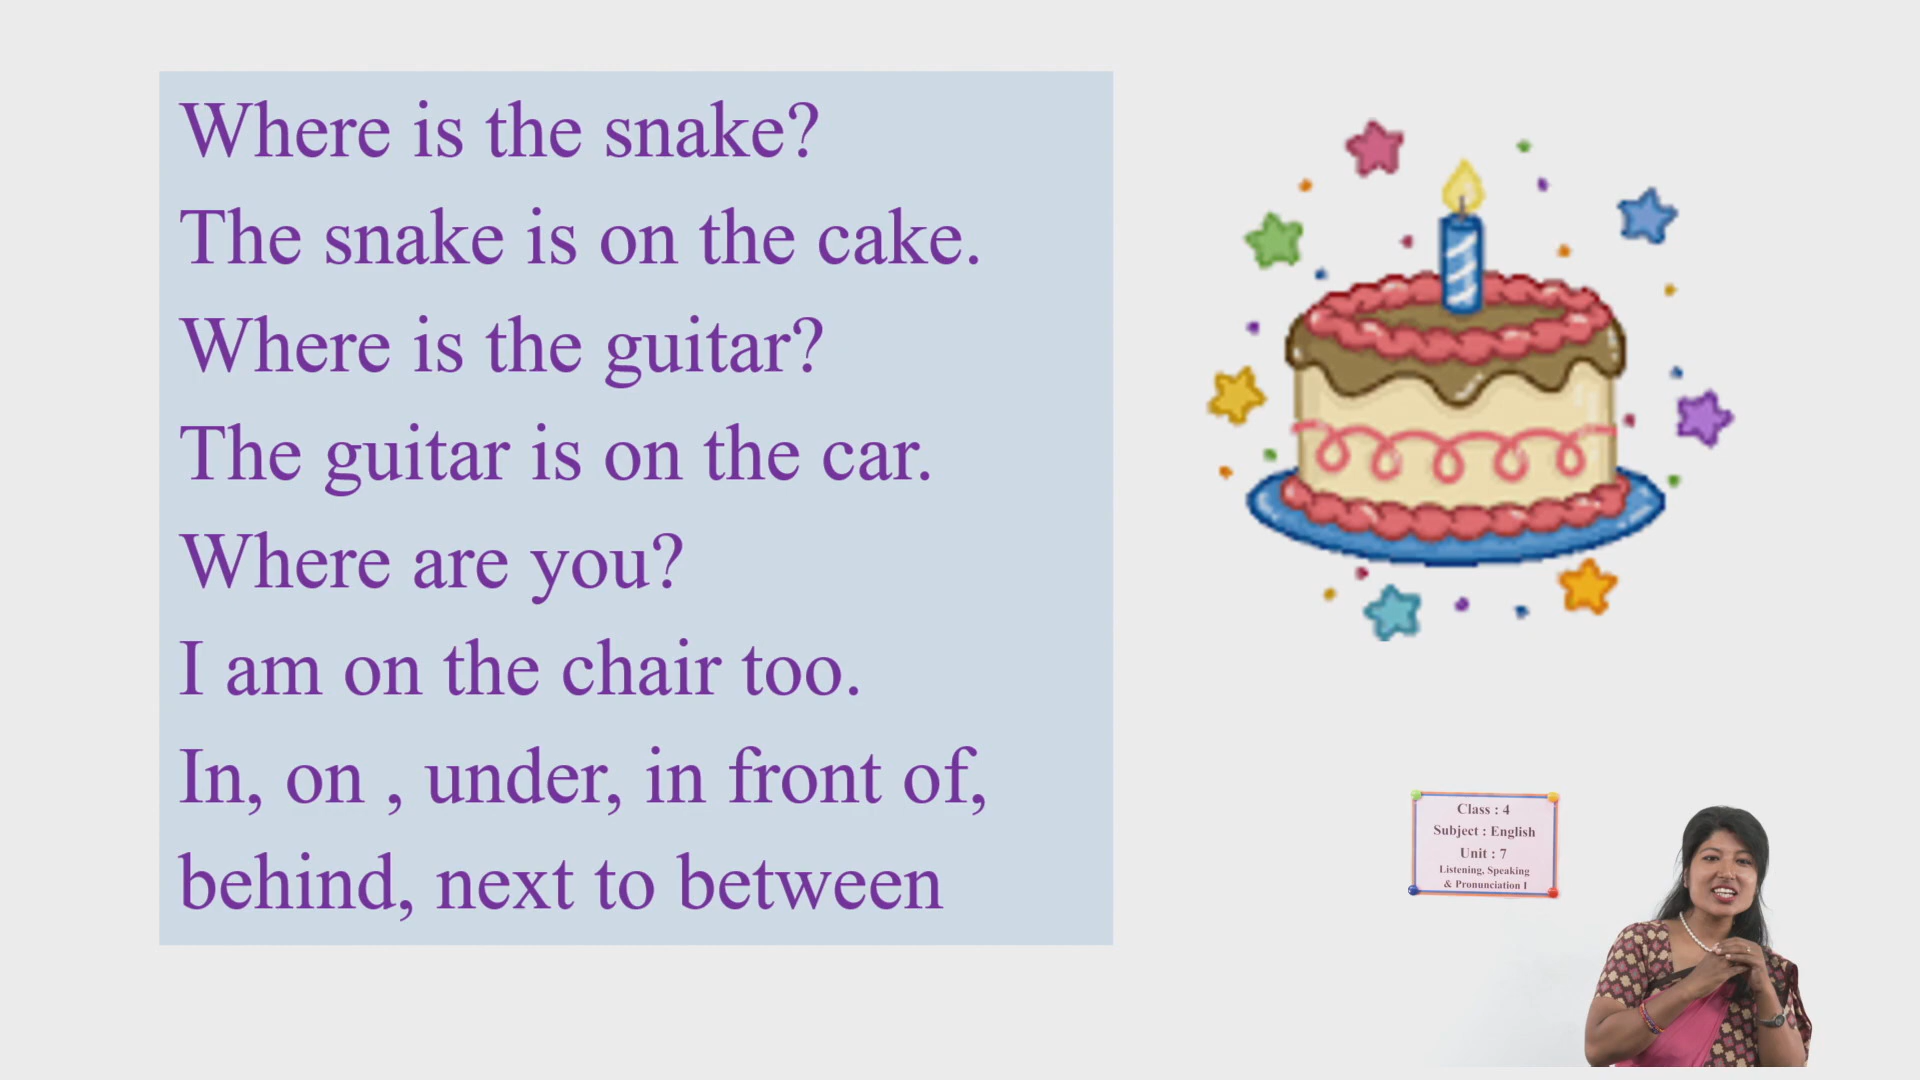 Where is the snake?
The snake is on the cake.
Where is the guitar?
The guitar is on the car.
Where are you?
I am on the chair too.
In, on , under, in front of,
behind, next to between
Class : 4
Subject : English
Unit : 7
Listening, Speaking
& Pronunciation I